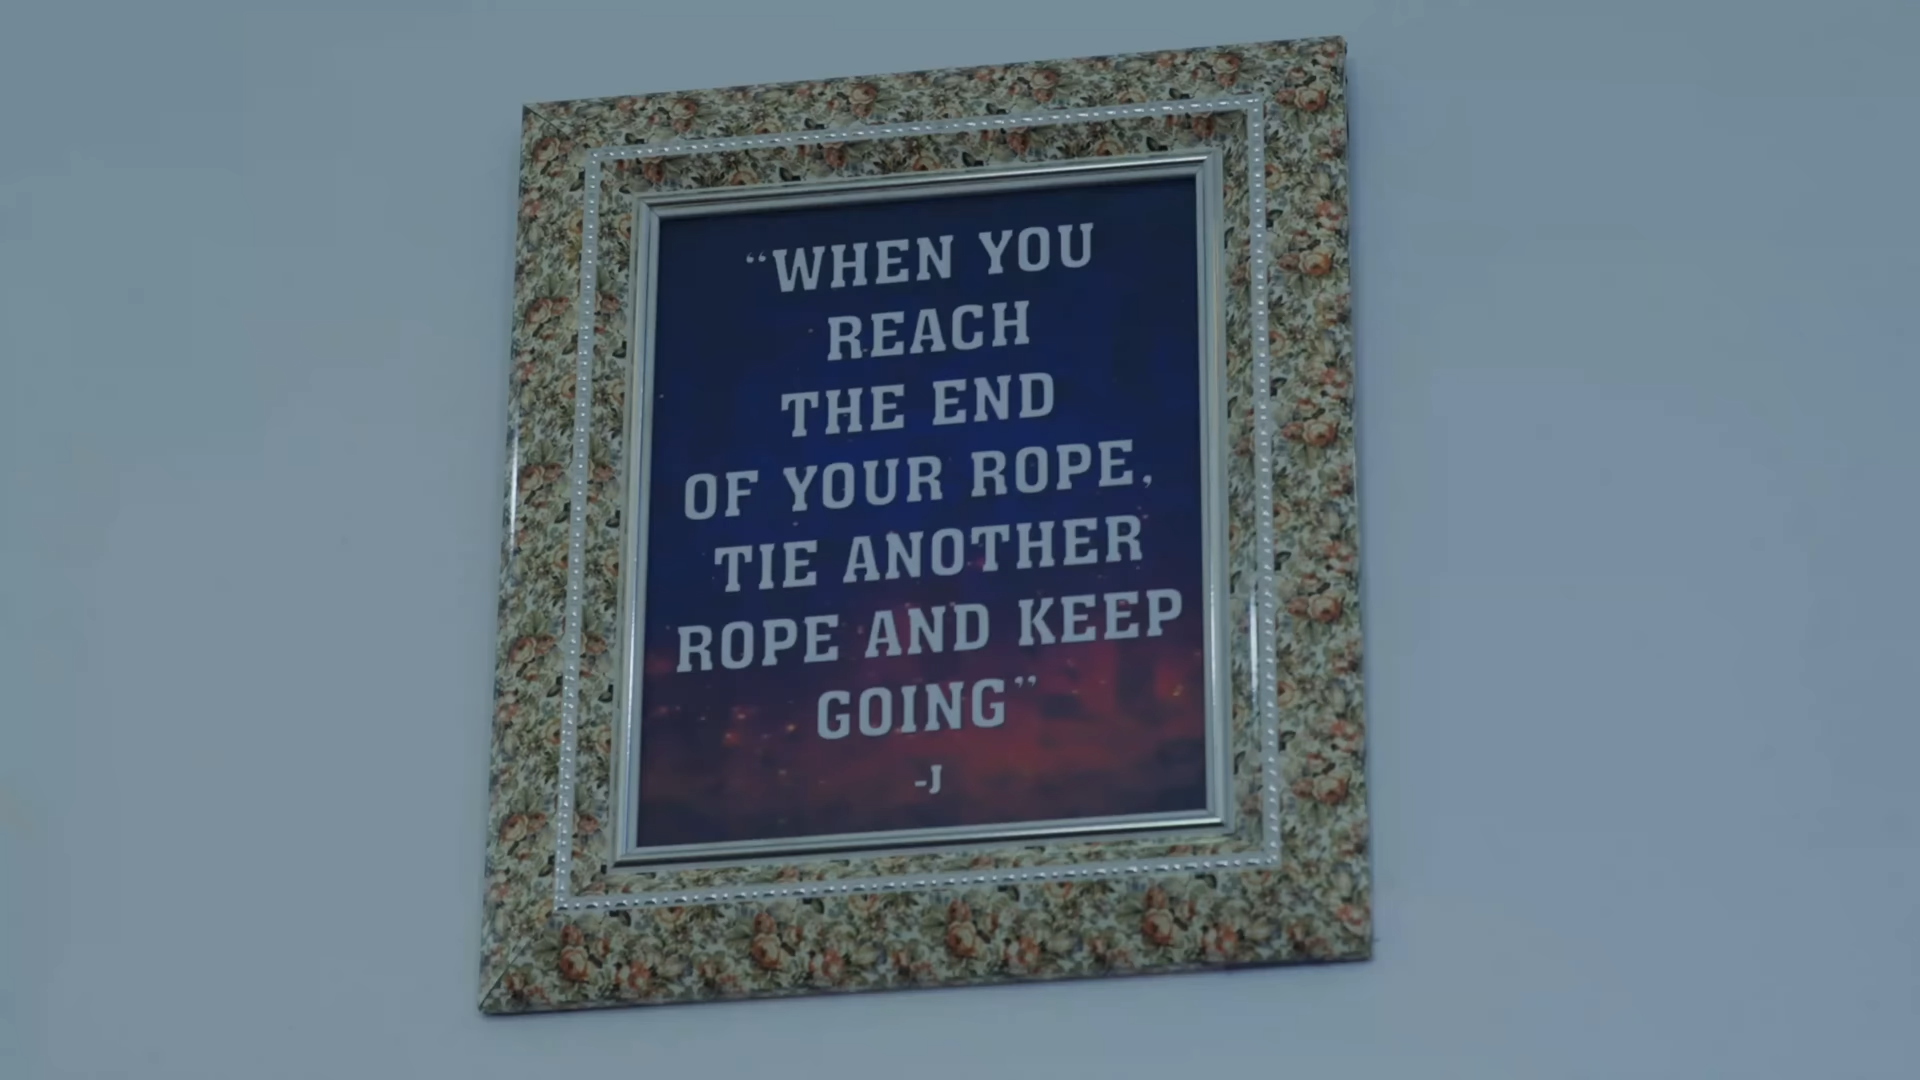 “WHEN YOU
REACH
THE END
OF YOUR ROPE,
TIE ANOTHER
ROPE AND KEEP
GOING”
-J